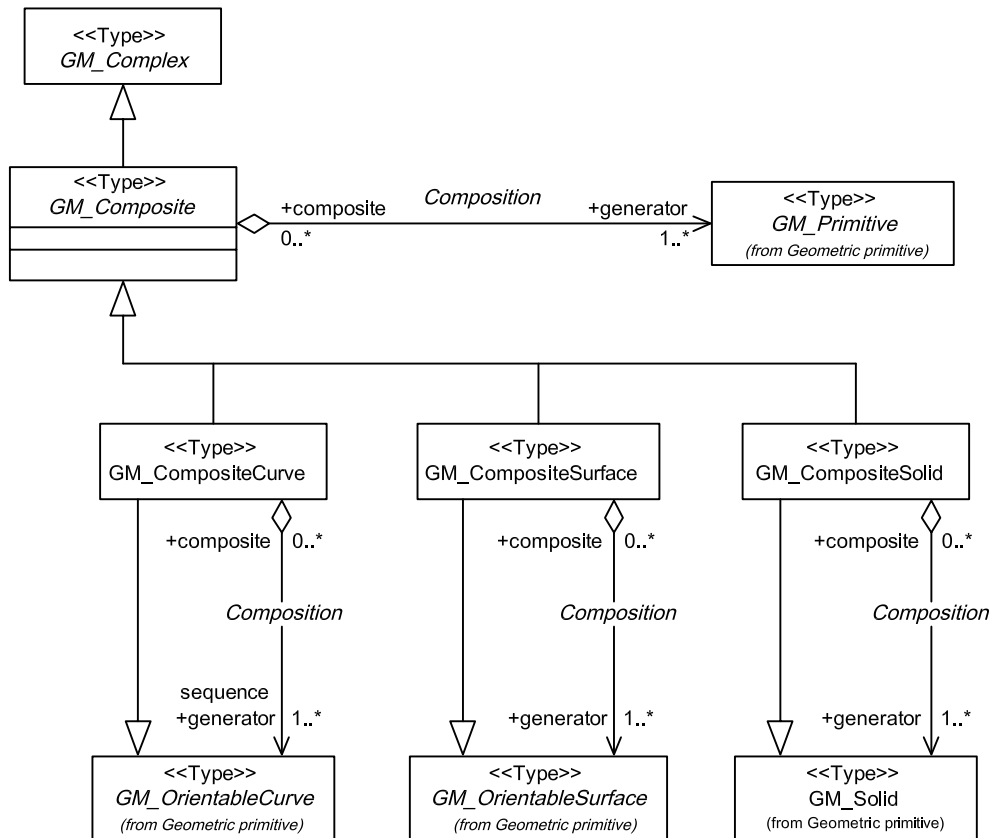 <<Type>>
GM_Complex
<<Type>>
GM_Composite
+composite
0..*
Composition
+generator
1..*
<<Type>>
GM_Primitive
(from Geometric primitive)
<<Type>>
GM_CompositeCurve
<<Type>>
GM_CompositeSurface
<<Type>>
GM_CompositeSolid
+composite 0..*
+composite 0..*
+composite 0..*
Composition
Composition
Composition
sequence
+generator 1..*
+generator 1..*
+generator 1..*
<<Type>>
GM_OrientableCurve
(from Geometric primitive)
<<Type>>
GM_OrientableSurface
(from Geometric primitive)
<<Type>>
GM_Solid
(from Geometric primitive)